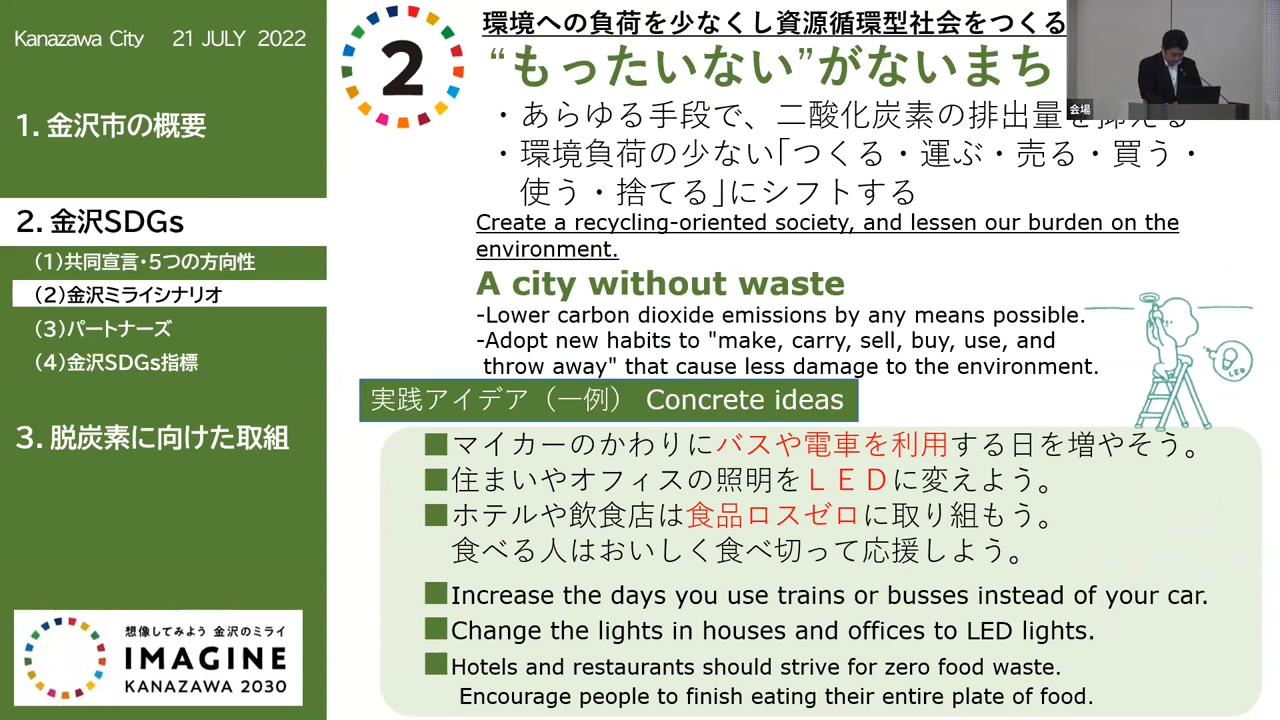 Kanazawa City 21 JULY 2022
1. 金沢市の概要
2. 金沢SDGs
（1）共同宣言・5つの方向性
（2）金沢ミライシナリオ
（3）パートナーズ
（4）金沢SDGs指標
3. 脱炭素に向けた取組
想像してみよう 金沢のミライ
IMAGINE
KANAZAWA 2030
2
環境への負荷を少なくし資源循環型社会をつくる
“もったいない”がないまち
・あらゆる手段で、二酸化炭素の排出量を抑える
・環境負荷の少ない「つくる・運ぶ・売る・買う・
使う・捨てる」にシフトする
Create a recycling-oriented society, and lessen our burden on the
environment.
A city without waste
-Lower carbon dioxide emissions by any means possible.
-Adopt new habits to "make, carry, sell, buy, use, and
throw away" that cause less damage to the environment.
会場
LED
実践アイデア（一例） Concrete ideas
■マイカーのかわりにバスや電車を利用する日を増やそう。
■住まいやオフィスの照明をＬＥＤに変えよう。
■ホテルや飲食店は食品ロスゼロに取り組もう。
食べる人はおいしく食べ切って応援しよう。
■Increase the days you use trains or busses instead of your car.
■Change the lights in houses and offices to LED lights.
■Hotels and restaurants should strive for zero food waste.
Encourage people to finish eating their entire plate of food.